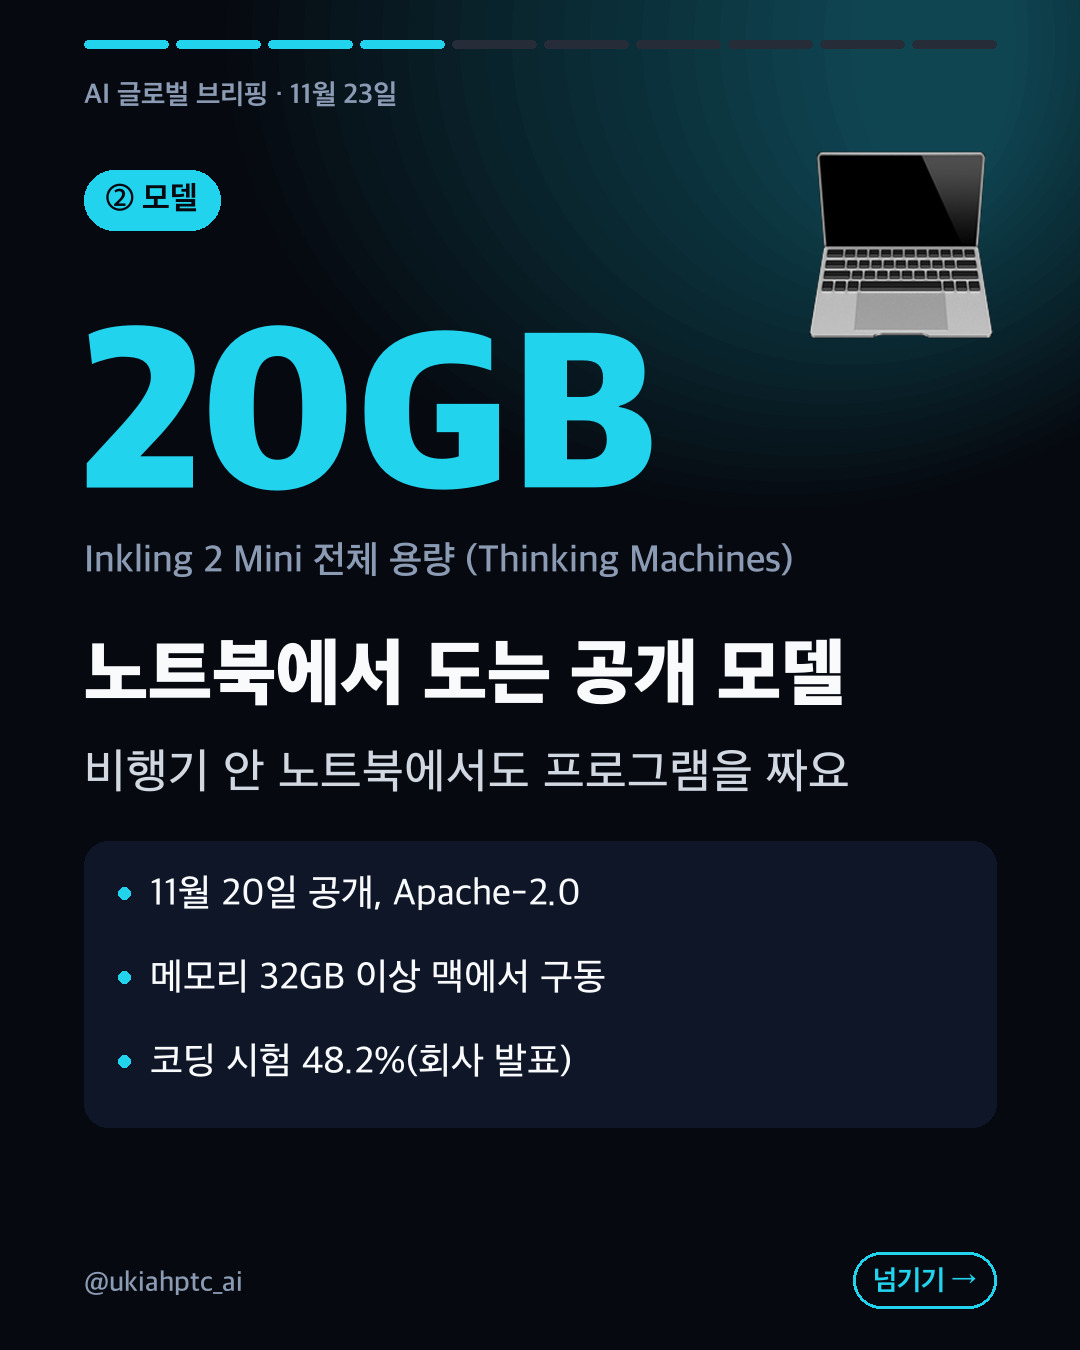 AI 글로벌 브리핑 · 11월 23일
② 모델
20GB
Inkling 2 Mini 전체 용량 (Thinking Machines)
노트북에서 도는 공개 모델
비행기 안 노트북에서도 프로그램을 짜요
• 11월 20일 공개, Apache-2.0
• 메모리 32GB 이상 맥에서 구동
• 코딩 시험 48.2%(회사 발표)
@ukiahptc_ai
넘기기 →